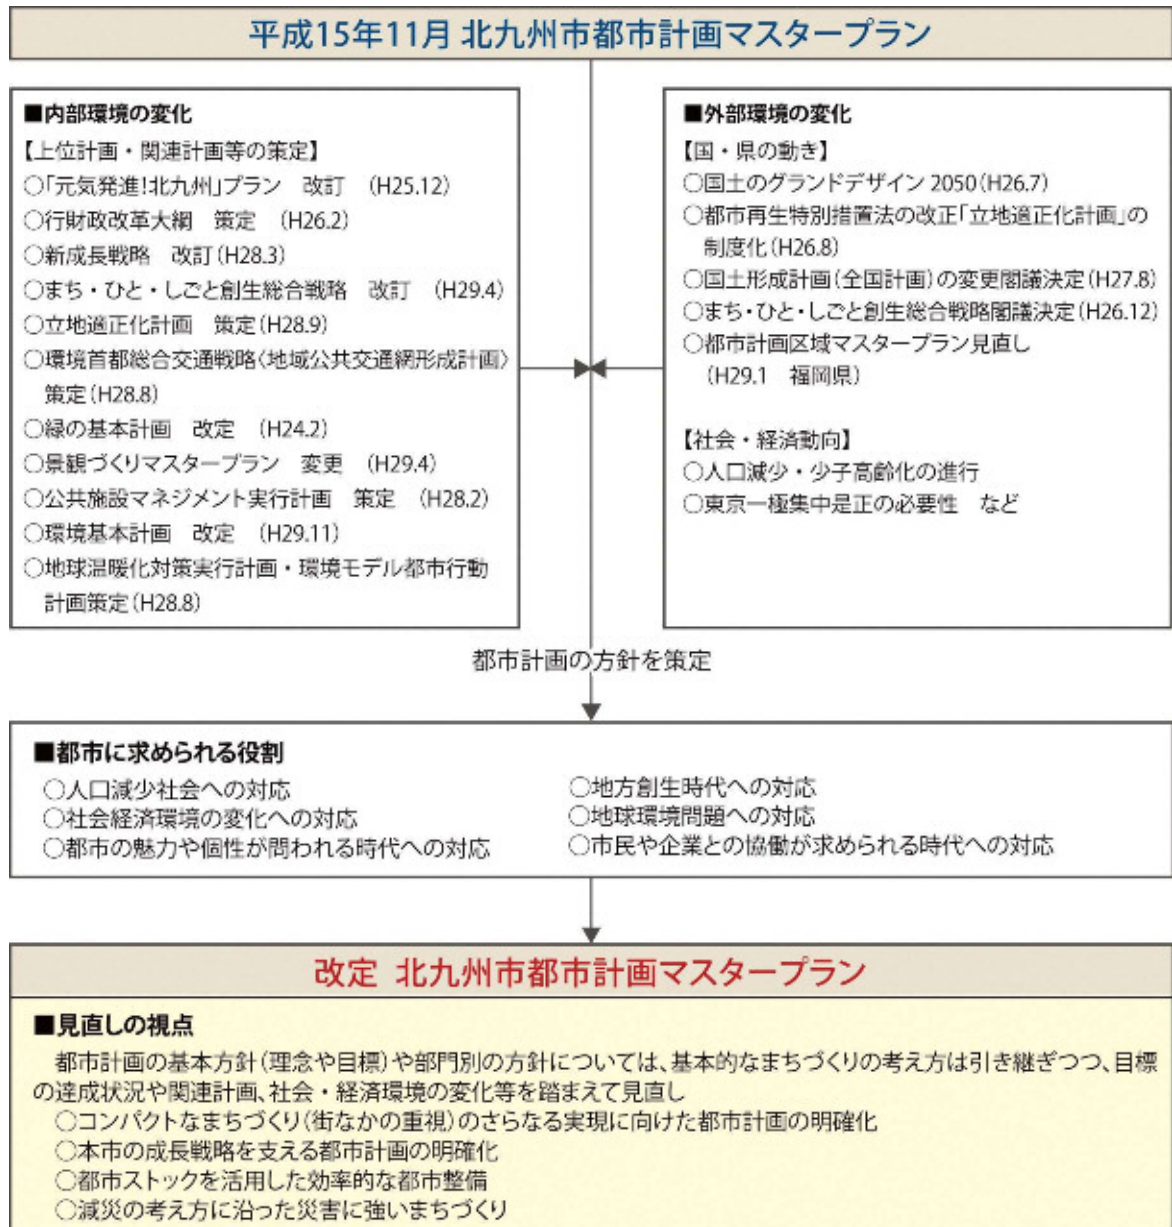 平成15年11月 北九州市都市計画マスタープラン
■内部環境の変化
【上位計画・関連計画等の策定】
○「元気発進!北九州」プラン　改訂　(H25.12)
○行財政改革大綱　策定　(H26.2)
○新成長戦略　改訂(H28.3)
○まち・ひと・しごと創生総合戦略　改訂　(H29.4)
○立地適正化計画　策定(H28.9)
○環境首都総合交通戦略〈地域公共交通網形成計画〉
策定(H28.8)
○緑の基本計画　改定　(H24.2)
○景観づくりマスタープラン　変更　(H29.4)
○公共施設マネジメント実行計画　策定　(H28.2)
○環境基本計画　改定　(H29.11)
○地球温暖化対策実行計画・環境モデル都市行動
計画策定(H28.8)
■外部環境の変化
【国・県の動き】
○国土のグランドデザイン 2050(H26.7)
○都市再生特別措置法の改正「立地適正化計画」の
制度化(H26.8)
○国土形成計画(全国計画)の変更閣議決定(H27.8)
○まち・ひと・しごと創生総合戦略閣議決定(H26.12)
○都市計画区域マスタープラン見直し
(H29.1　福岡県)
【社会・経済動向】
○人口減少・少子高齢化の進行
○東京一極集中是正の必要性　など
都市計画の方針を策定
■都市に求められる役割
○人口減少社会への対応
○社会経済環境の変化への対応
○都市の魅力や個性が問われる時代への対応
○地方創生時代への対応
○地球環境問題への対応
○市民や企業との協働が求められる時代への対応
改定 北九州市都市計画マスタープラン
■見直しの視点
都市計画の基本方針(理念や目標)や部門別の方針については、基本的なまちづくりの考え方は引き継ぎつつ、目標
の達成状況や関連計画、社会・経済環境の変化等を踏まえて見直し
○コンパクトなまちづくり(街なかの重視)のさらなる実現に向けた都市計画の明確化
○本市の成長戦略を支える都市計画の明確化
○都市ストックを活用した効率的な都市整備
○減災の考え方に沿った災害に強いまちづくり